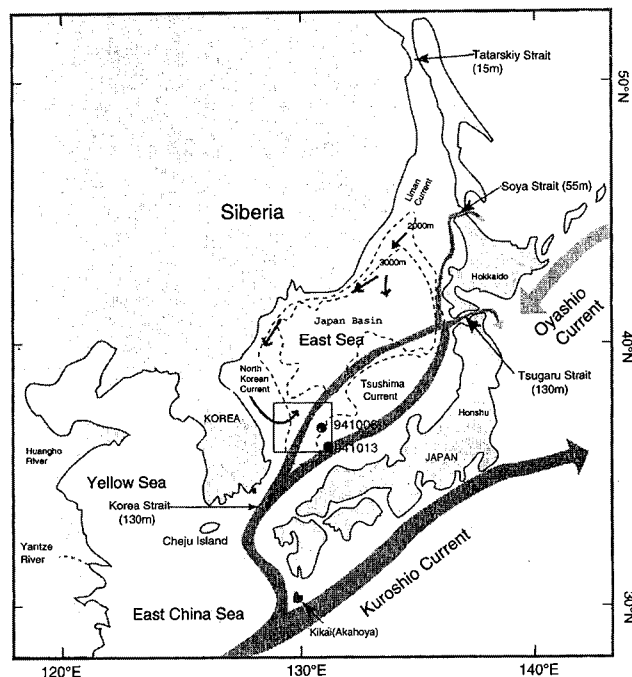 Tatarskiy Strait
(15m)
50°N
Soya Strait (55m)
Liman
Current
Siberia
2000m
3000m
Hokkaido
Oyashio
Current
Japan Basin
East Sea
40°N
Tsugaru Strait
(130m)
North
Korean
Current
Tsushima
Current
KOREA
Honshu
941006
941013
Huangho
River
JAPAN
Yellow Sea
Korea Strait
(130m)
Cheju Island
Yantze
River
Kuroshio Current
East China Sea
30°N
Kikai(Akahoya)
120°E
130°E
140°E